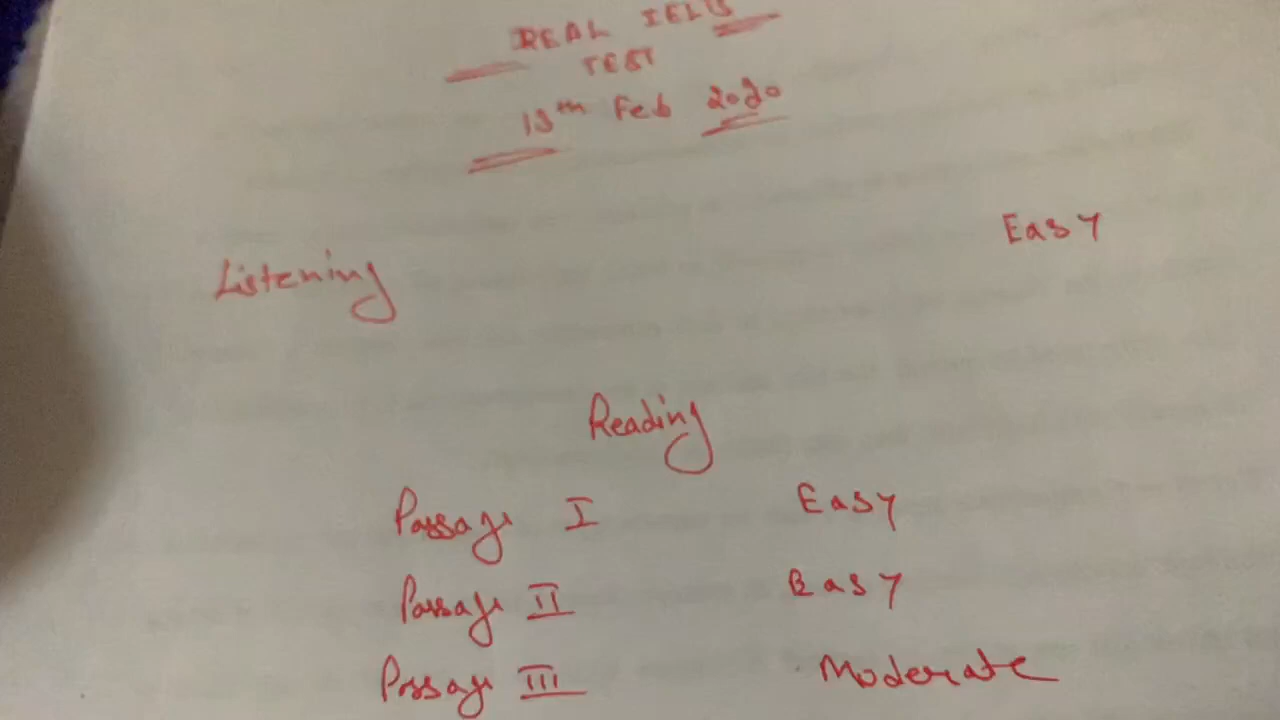 REAL IELTS
TEST
13th Feb 2020
Easy
Listening
Reading
Passage I Easy
Passage II Easy
Passage III Moderate